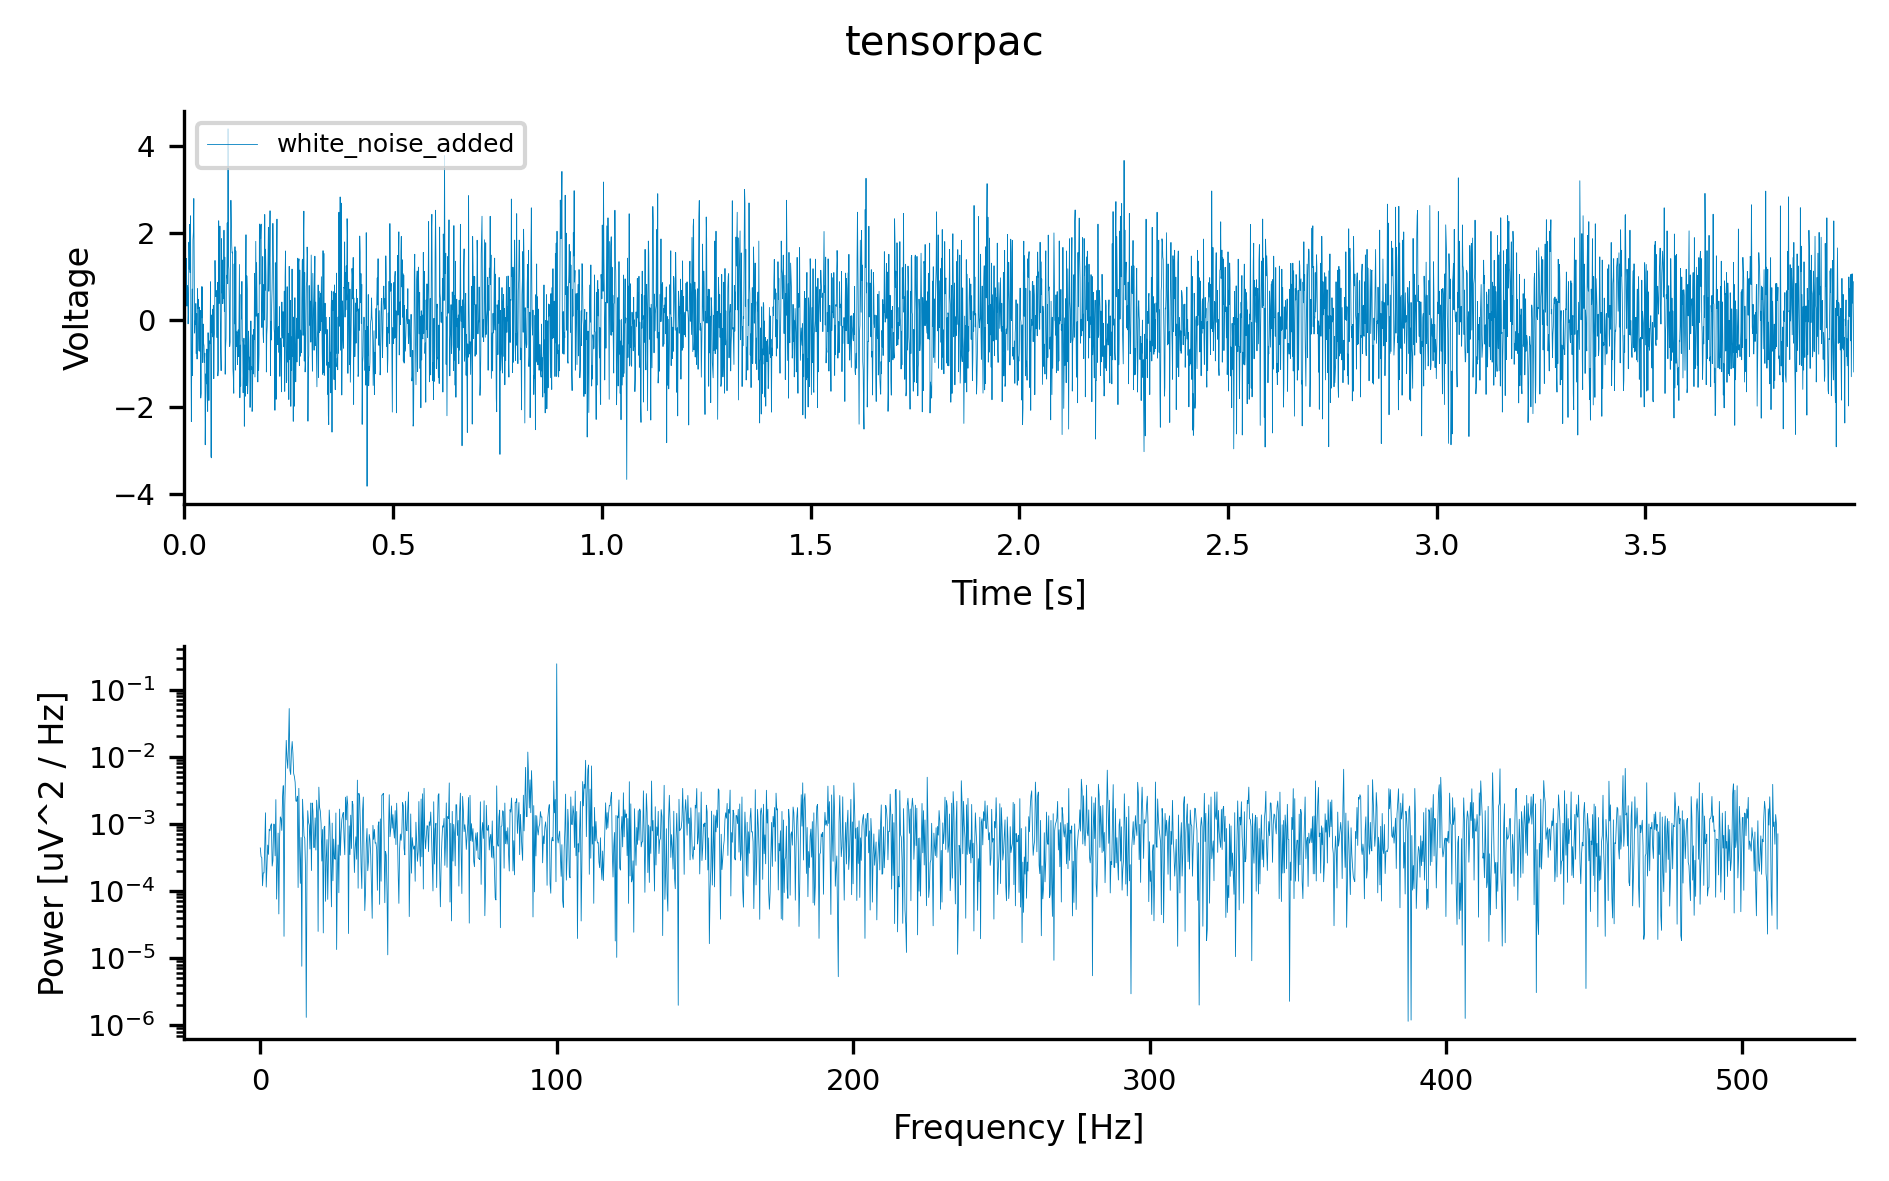 tensorpac
white_noise_added
Voltage
4
2
0
−2
−4
0.0 0.5 1.0 1.5 2.0 2.5 3.0 3.5
Time [s]
Power [uV^2 / Hz]
10⁻¹
10⁻²
10⁻³
10⁻⁴
10⁻⁵
10⁻⁶
0 100 200 300 400 500
Frequency [Hz]